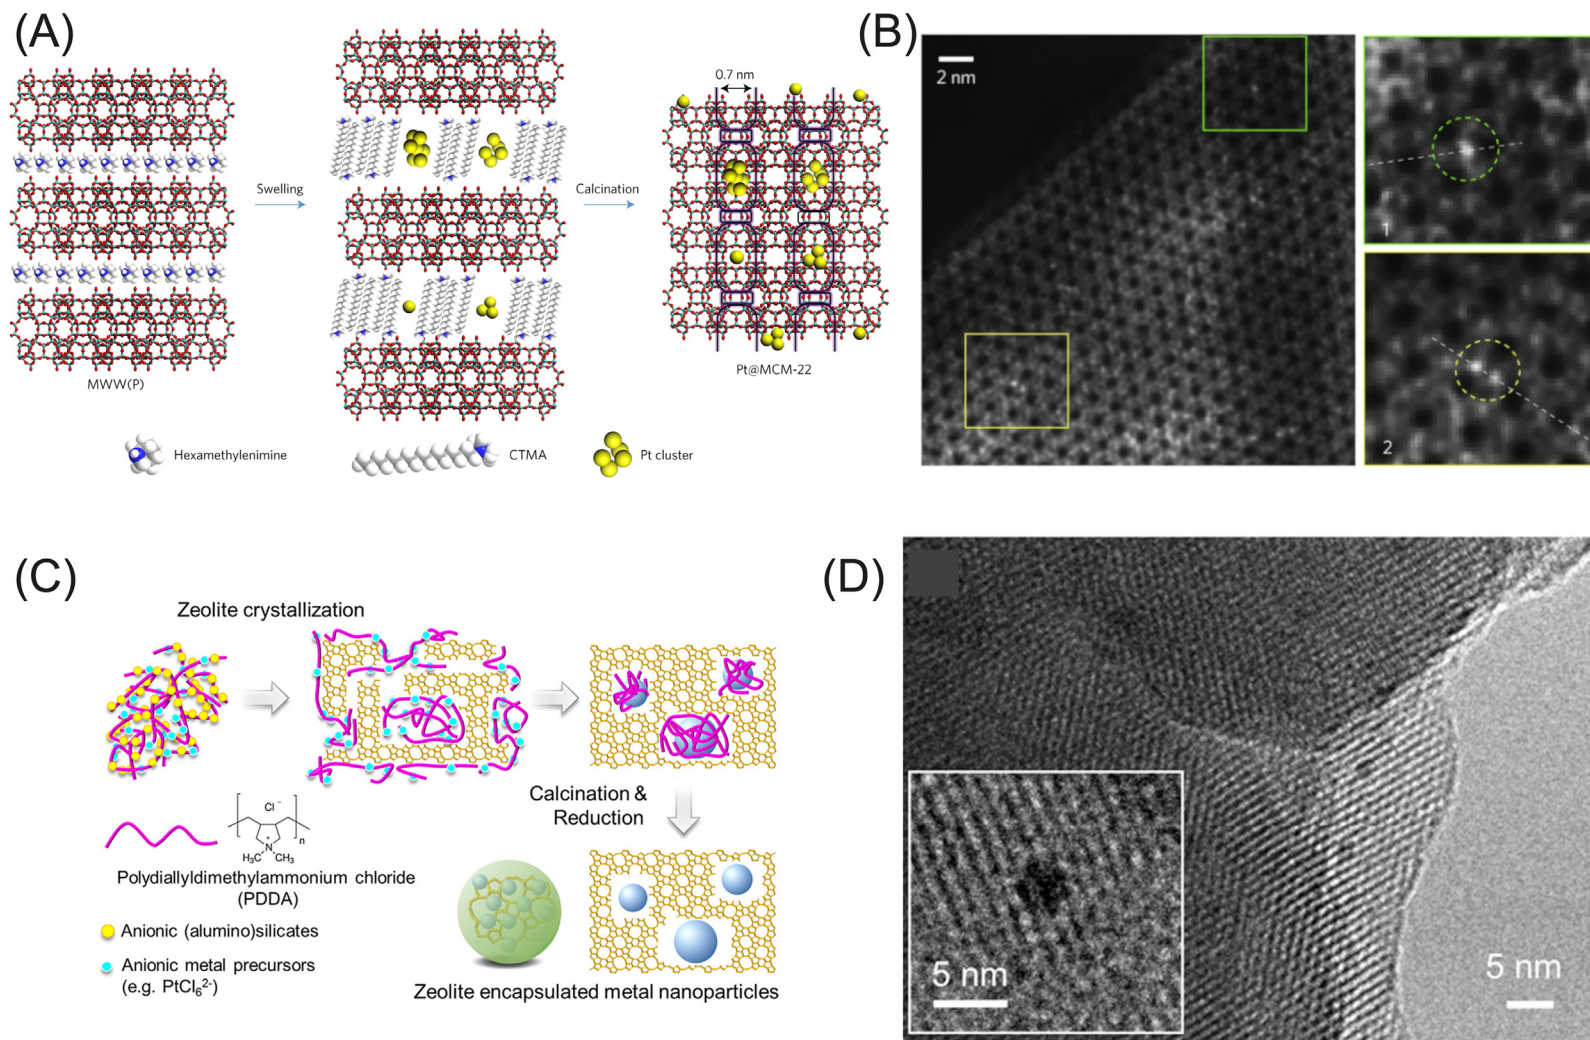 (A)
(B)
2 nm
0.7 nm
Swelling
Calcination
MWW(P)
Pt@MCM-22
Hexamethylenimine
CTMA
Pt cluster
1
2
(C)
(D)
Zeolite crystallization
Calcination &
Reduction
Cl⁻
n
N
+
H₃C
CH₃
Polydiallyldimethylammonium chloride
(PDDA)
Anionic (alumino)silicates
Anionic metal precursors
(e.g. PtCl₆²⁻)
Zeolite encapsulated metal nanoparticles
5 nm
5 nm